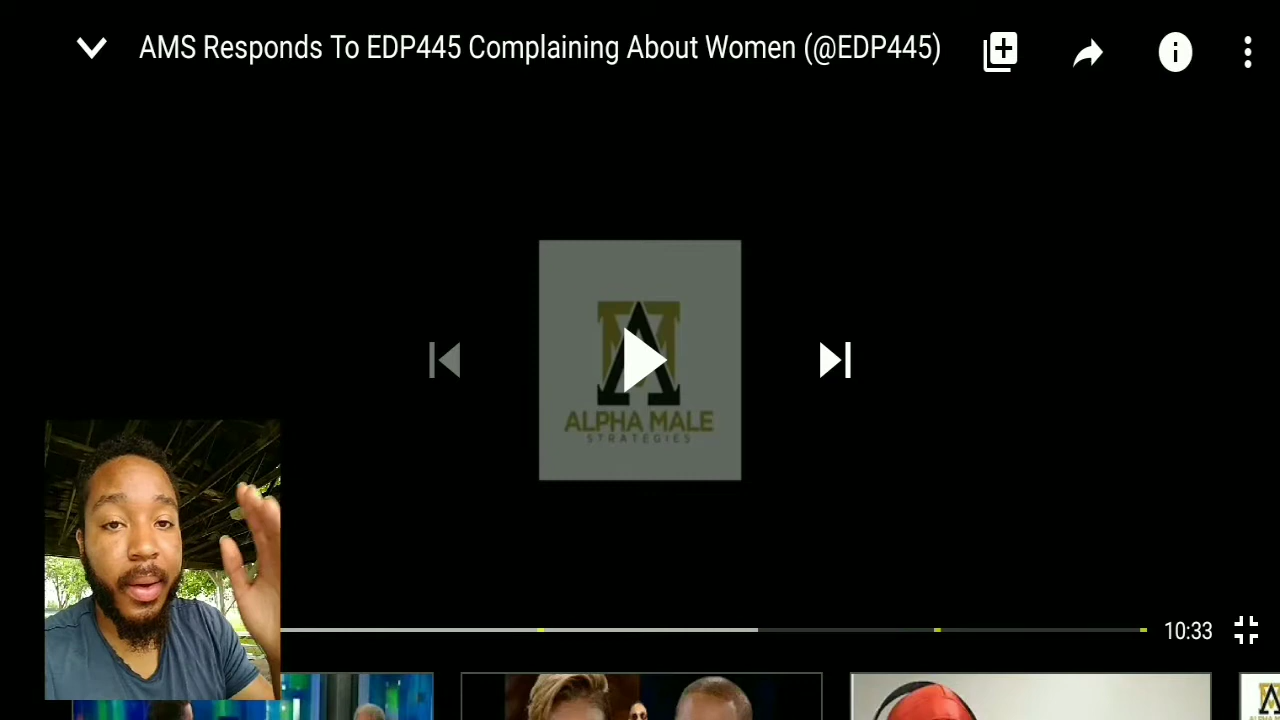 AMS Responds To EDP445 Complaining About Women (@EDP445)
ALPHA MALE
STRATEGIES
10:33